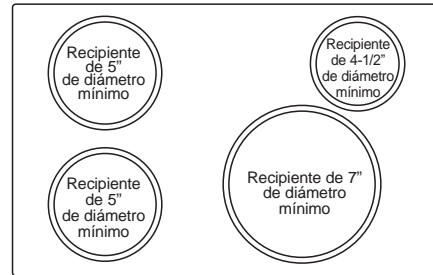 Recipiente
de 5”
de diámetro
mínimo
Recipiente
de 4-1/2”
de diámetro
mínimo
Recipiente
de 5”
de diámetro
mínimo
Recipiente de 7”
de diámetro
mínimo